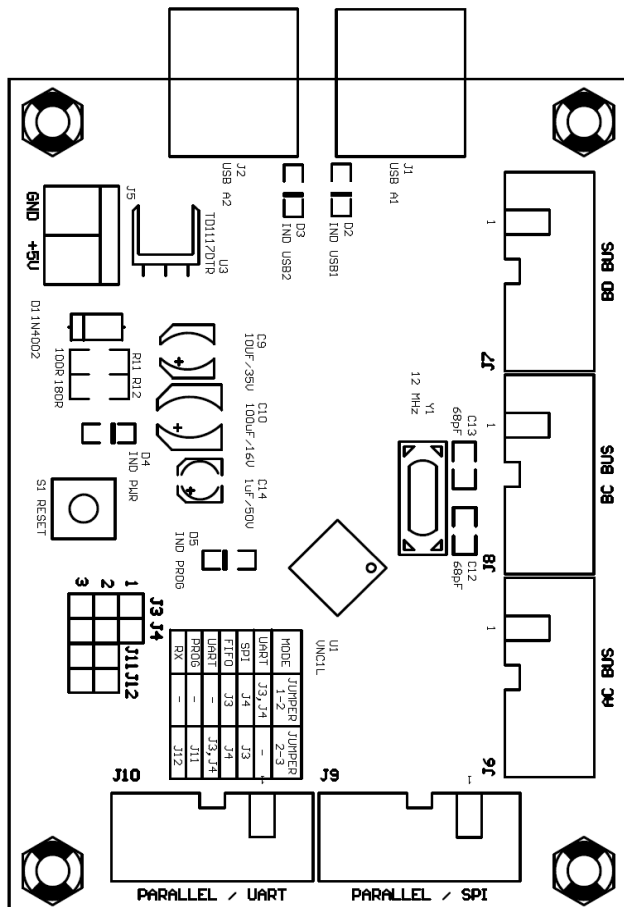 J2
USB A2
J1
USB A1
D3
IND USB2
D2
IND USB1
J5
GND +5V
U3
TD1117DTR
1
BD BUS
J7
D1 1N4002
R11
R12
100R
180R
C9
10UF/35V
C10
100uF/16V
C14
1uF/50V
Y1
12 MHz
C13
68pF
1
BC BUS
J8
D4
IND PWR
S1 RESET
D5
IND PROG
C12
68pF
3 2 1
J3
J4
J11
J12
U1
VNC1L
MODE JUMPER 1-2 JUMPER 2-3
UART J3,J4 -
SPI J4 J3
FIFO J3 J4
UART - J3,J4
PROG - J11
RX - J12
1
AC BUS
J6
J10
1
J9
1
PARALLEL / UART
PARALLEL / SPI